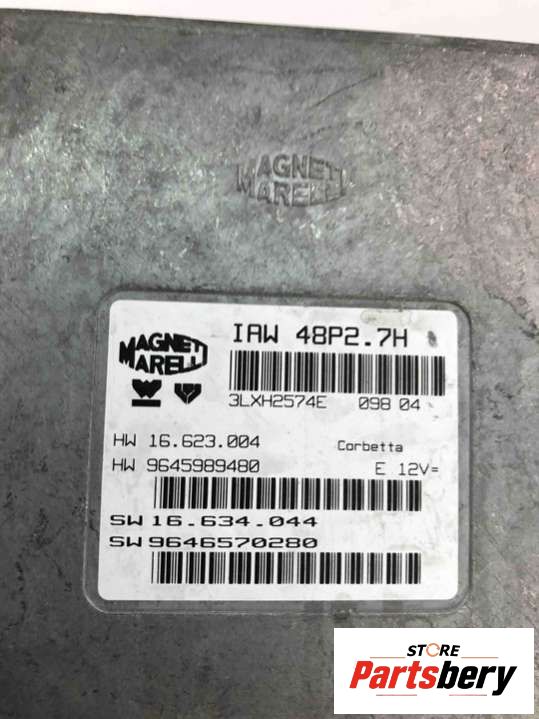 MAGNETI
MARELLI
MAGNETI
MARELLI
IAW 48P2.7H
3LXH2574E 098 04
HW 16.623.004 Corbetta
HW 9645989480 E 12V=
SW 16.634.044
SW 9646570280
STORE
Partsbery